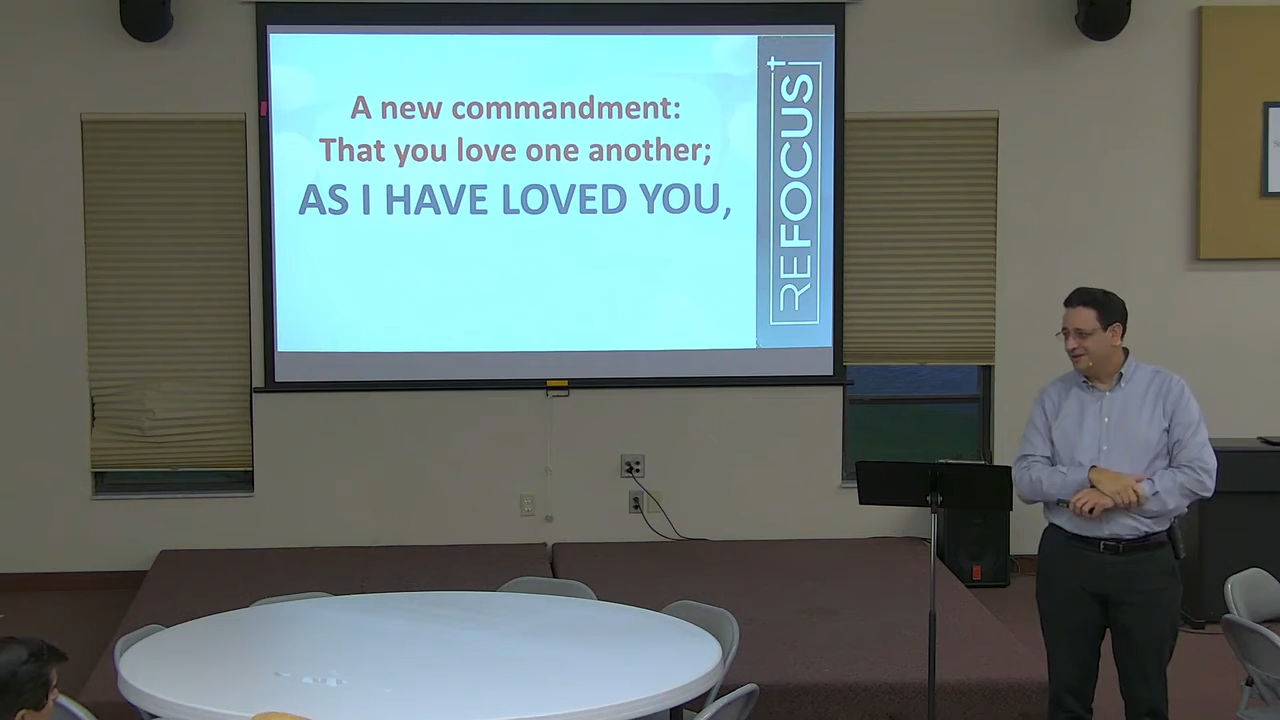 A new commandment:
That you love one another;
AS I HAVE LOVED YOU,
REFOCUS